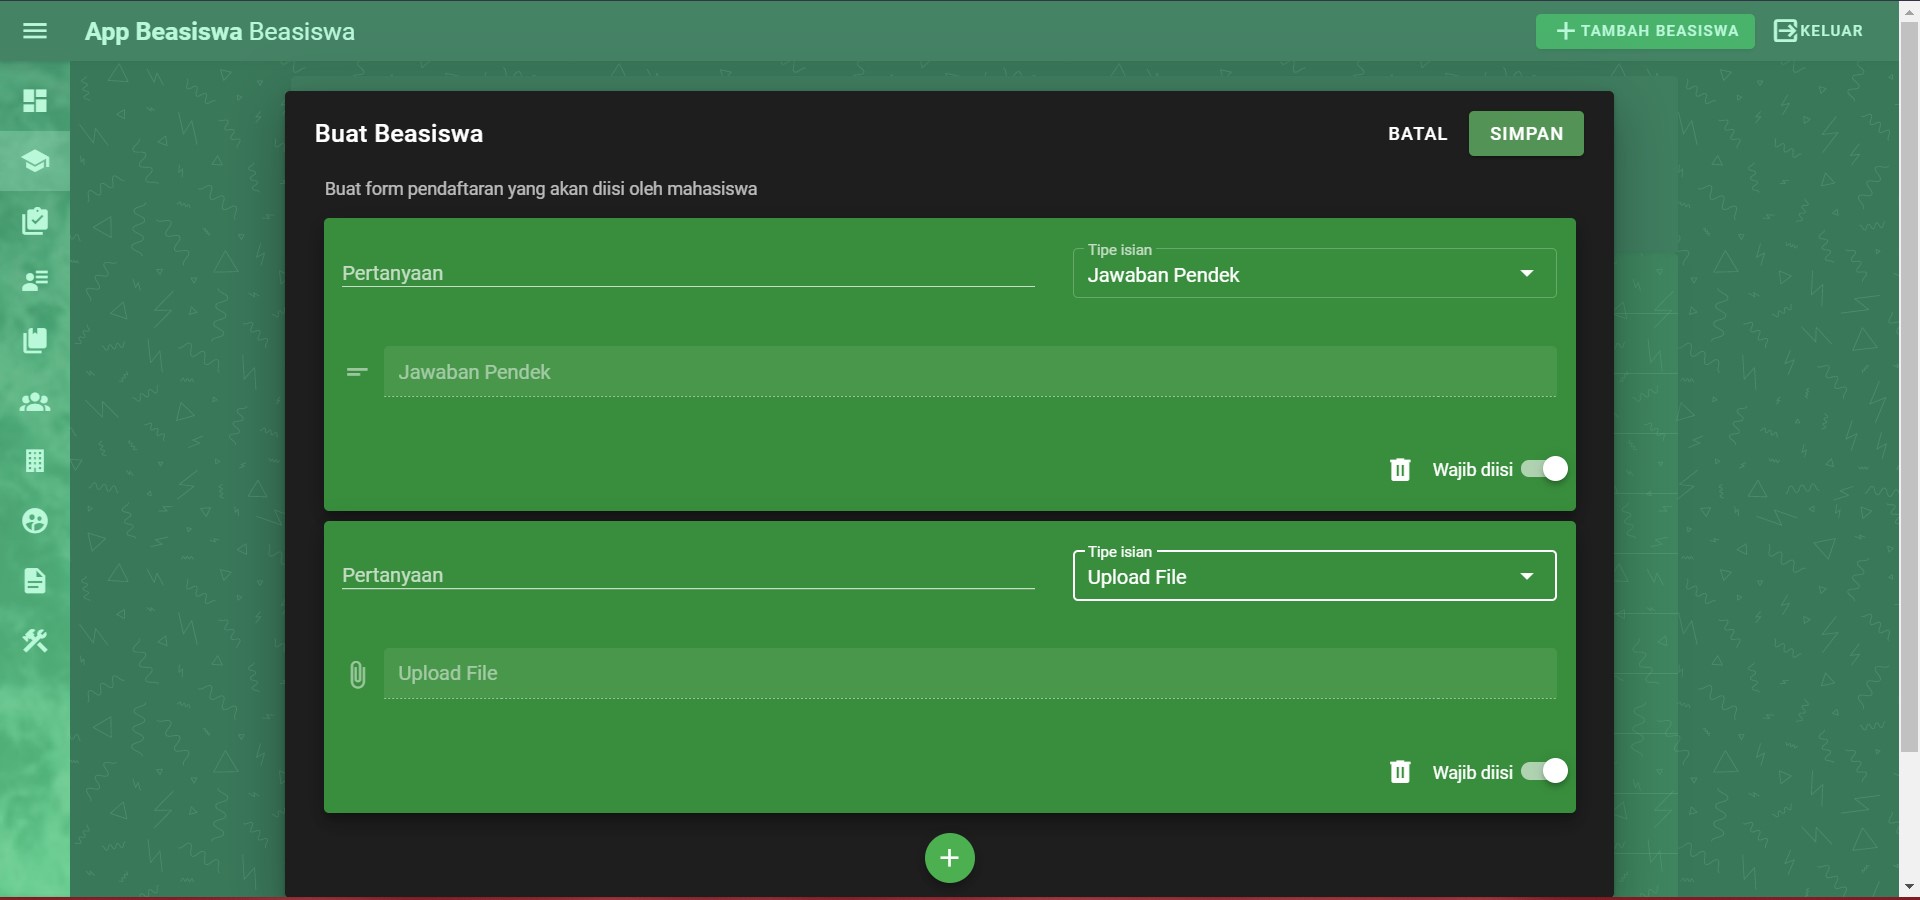 App Beasiswa Beasiswa
TAMBAH BEASISWA
KELUAR
Buat Beasiswa
BATAL
SIMPAN
Buat form pendaftaran yang akan diisi oleh mahasiswa
Pertanyaan
Tipe isian
Jawaban Pendek
Jawaban Pendek
Wajib diisi
Pertanyaan
Tipe isian
Upload File
Upload File
Wajib diisi